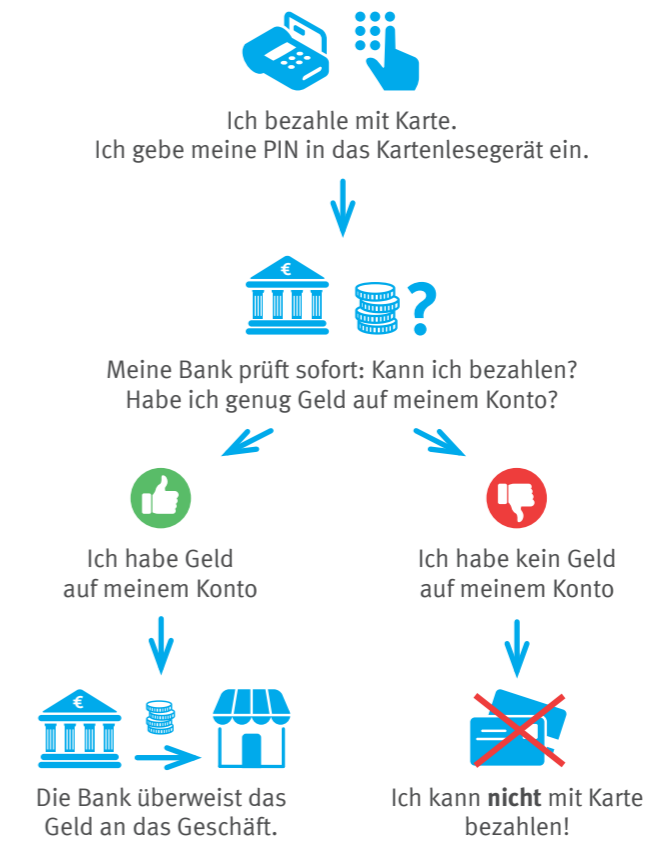 Ich bezahle mit Karte.
Ich gebe meine PIN in das Kartenlesegerät ein.
€
Meine Bank prüft sofort: Kann ich bezahlen?
Habe ich genug Geld auf meinem Konto?
Ich habe Geld
auf meinem Konto
Ich habe kein Geld
auf meinem Konto
€
Die Bank überweist das
Geld an das Geschäft.
Ich kann nicht mit Karte
bezahlen!